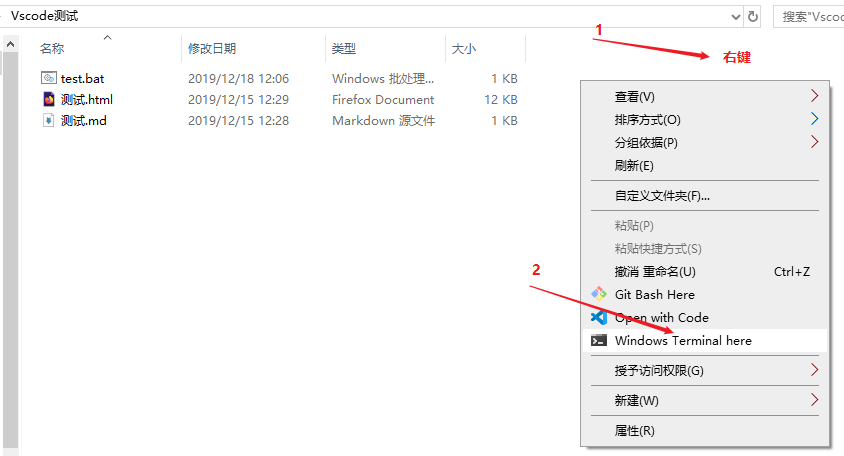 Vscode测试
搜索"Vsco
名称 修改日期 类型 大小
test.bat 2019/12/18 12:06 Windows 批处理... 1 KB
测试.html 2019/12/15 12:29 Firefox Document 12 KB
测试.md 2019/12/15 12:28 Markdown 源文件 1 KB
1
右键
查看(V)
排序方式(O)
分组依据(P)
刷新(E)
自定义文件夹(F)...
粘贴(P)
粘贴快捷方式(S)
撤消 重命名(U) Ctrl+Z
2
Git Bash Here
Open with Code
Windows Terminal here
授予访问权限(G)
新建(W)
属性(R)